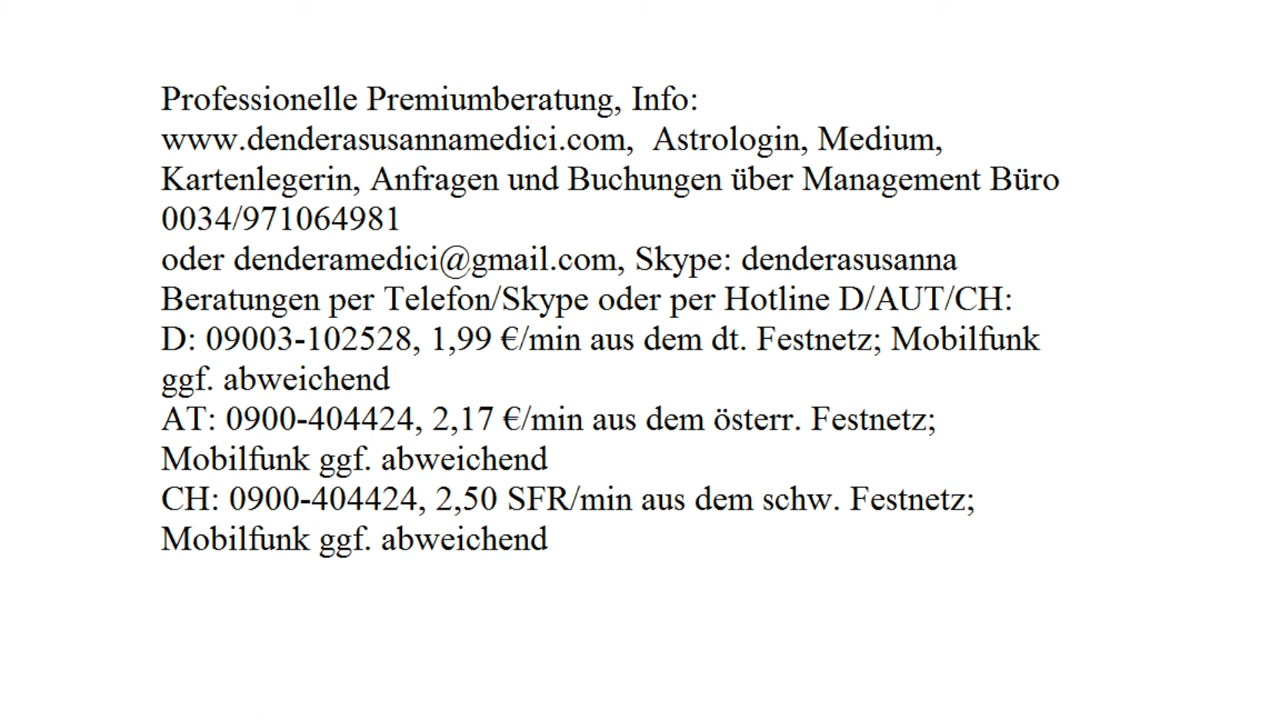 Professionelle Premiumberatung, Info:
www.denderasusannamedici.com,  Astrologin, Medium,
Kartenlegerin, Anfragen und Buchungen über Management Büro
0034/971064981
oder denderamedici@gmail.com, Skype: denderasusanna
Beratungen per Telefon/Skype oder per Hotline D/AUT/CH:
D: 09003-102528, 1,99 €/min aus dem dt. Festnetz; Mobilfunk
ggf. abweichend
AT: 0900-404424, 2,17 €/min aus dem österr. Festnetz;
Mobilfunk ggf. abweichend
CH: 0900-404424, 2,50 SFR/min aus dem schw. Festnetz;
Mobilfunk ggf. abweichend